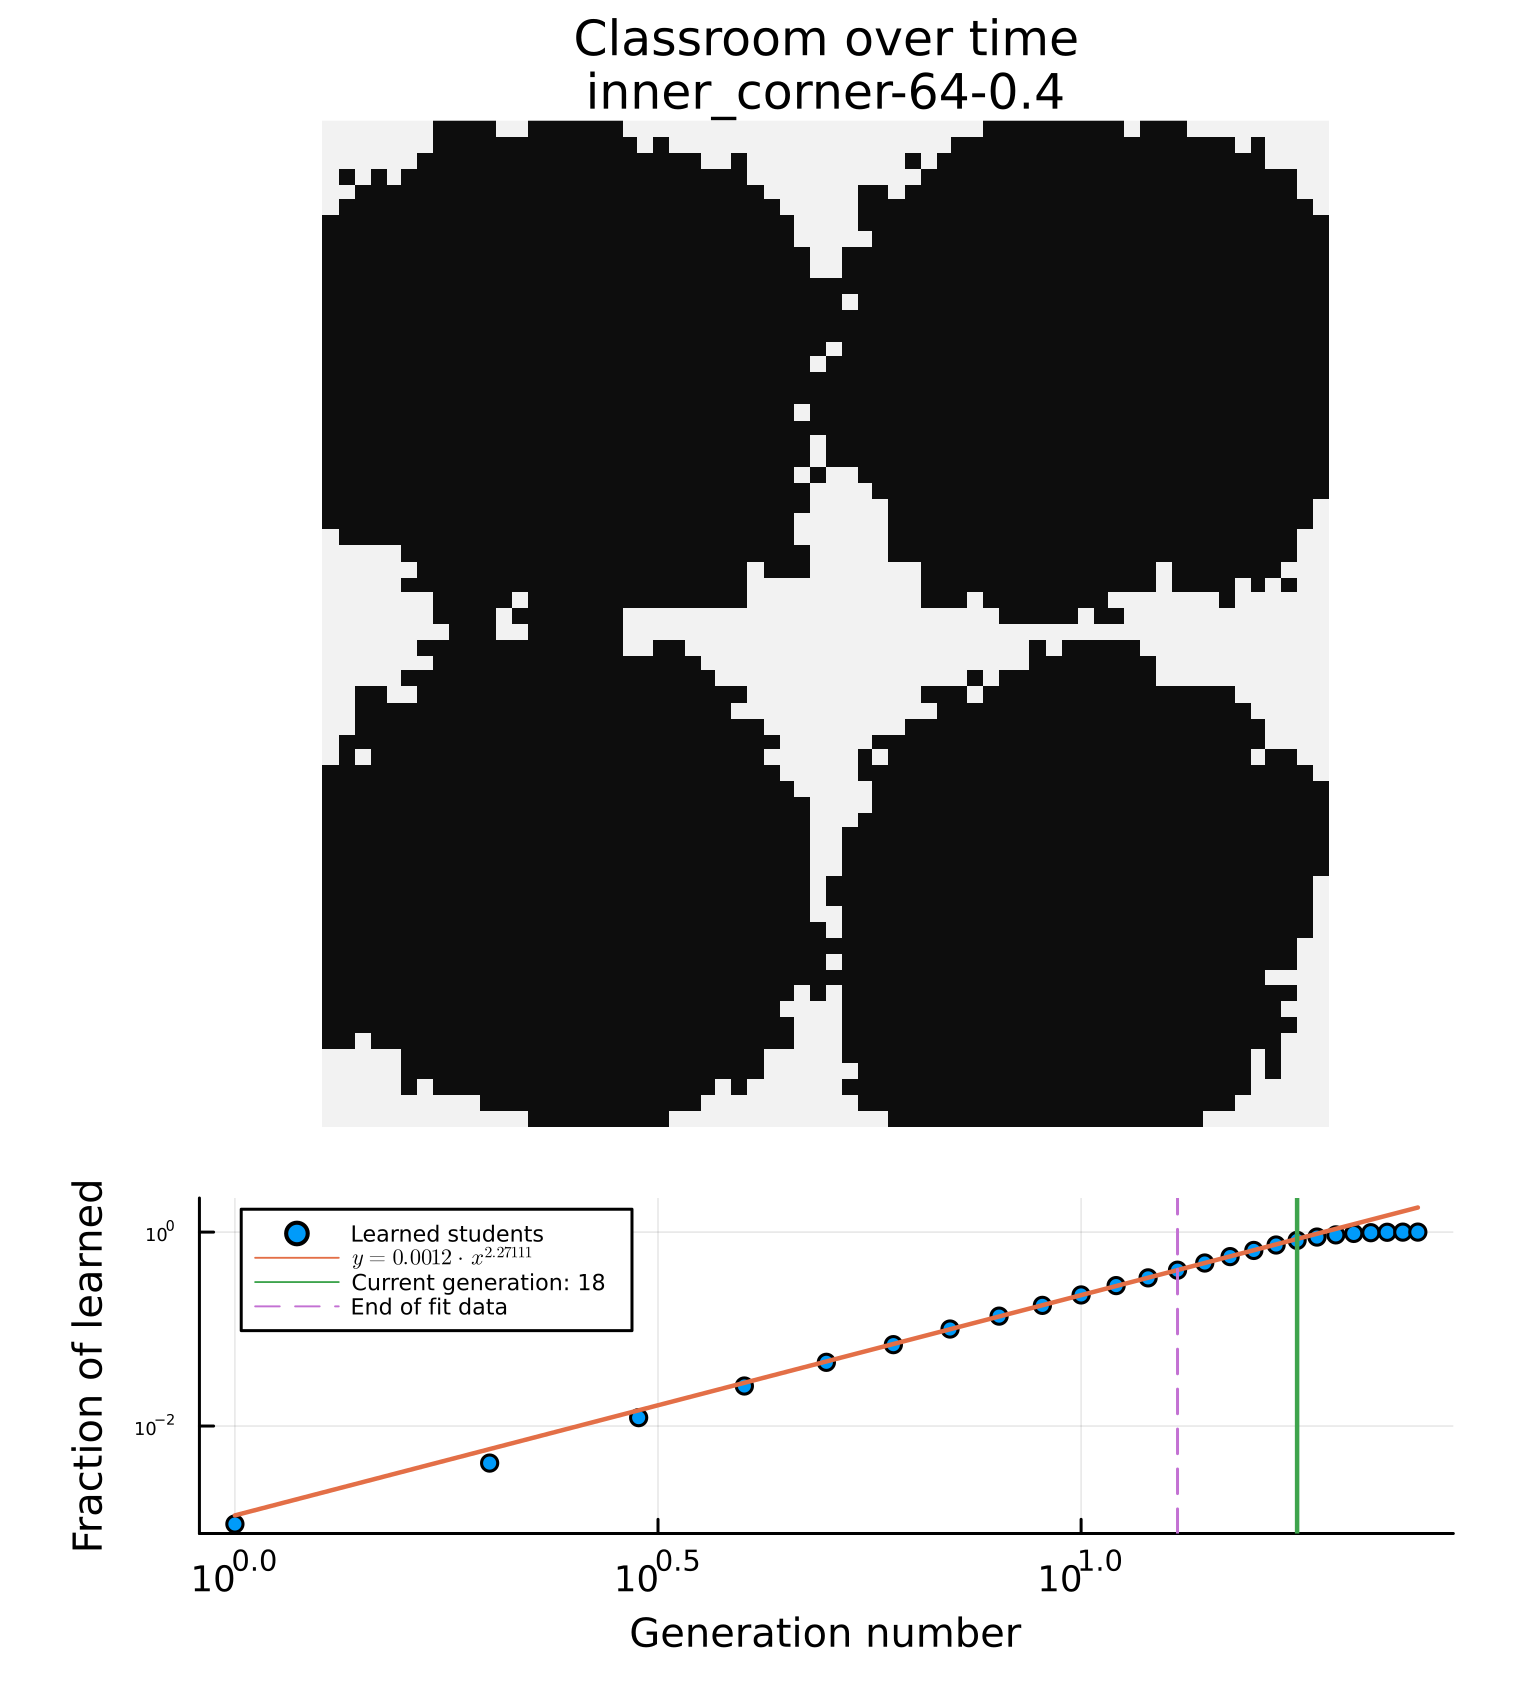 Classroom over time
inner_corner-64-0.4
Fraction of learned
10^0
10^−2
Learned students
y = 0.0012 · x^2.27111
Current generation: 18
End of fit data
10^0.0
10^0.5
10^1.0
Generation number